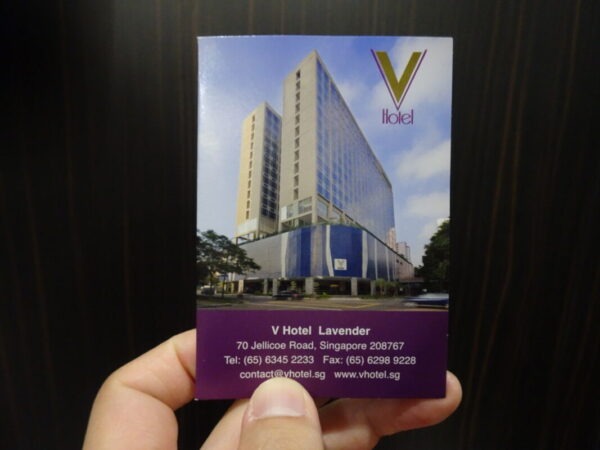 V
Hotel
V Hotel Lavender
70 Jellicoe Road, Singapore 208767
Tel: (65) 6345 2233 Fax: (65) 6298 9228
contact@vhotel.sg www.vhotel.sg